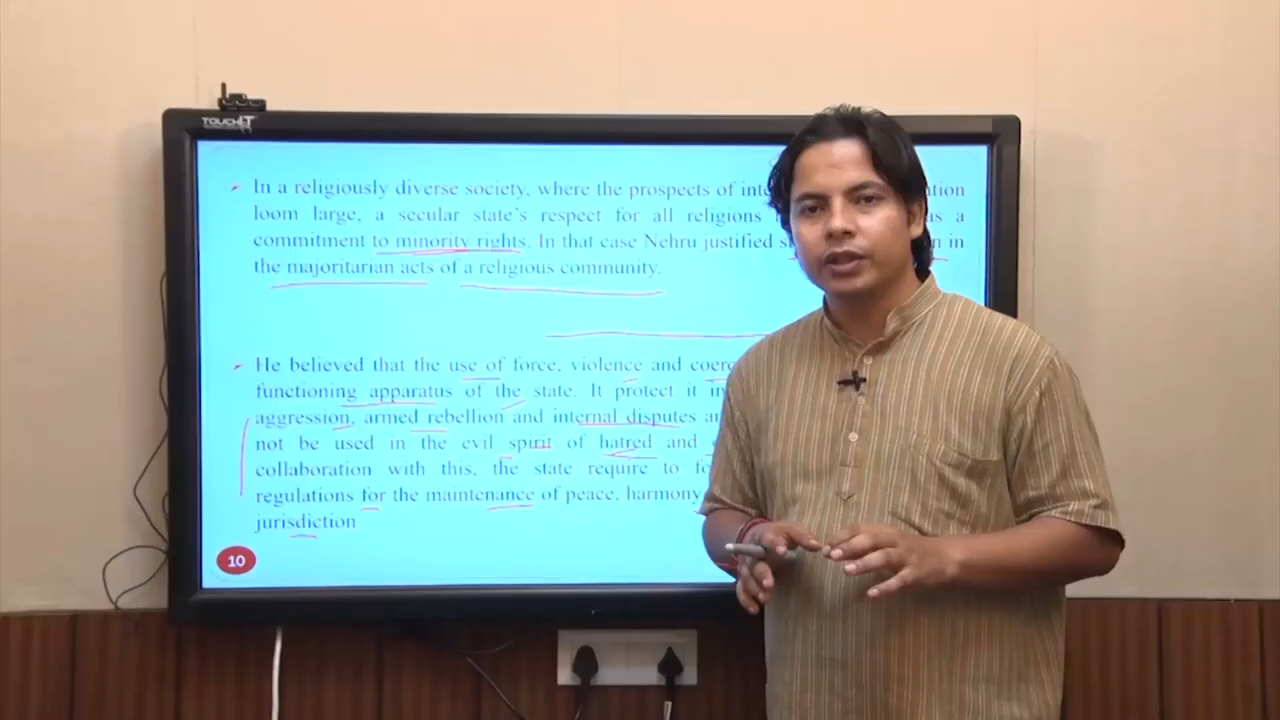 TOUCHIT
In a religiously diverse society, where the prospects of
loom large, a secular state's respect for all religions as a
commitment to minority rights. In that case Nehru justified in
the majoritarian acts of a religious community.
He believed that the use of force, violence and
functioning apparatus of the state. It protect it
aggression, armed rebellion and internal disputes
not be used in the evil spirit of hatred and
collaboration with this, the state require to
regulations for the maintenance of peace, harmony
jurisdiction
10